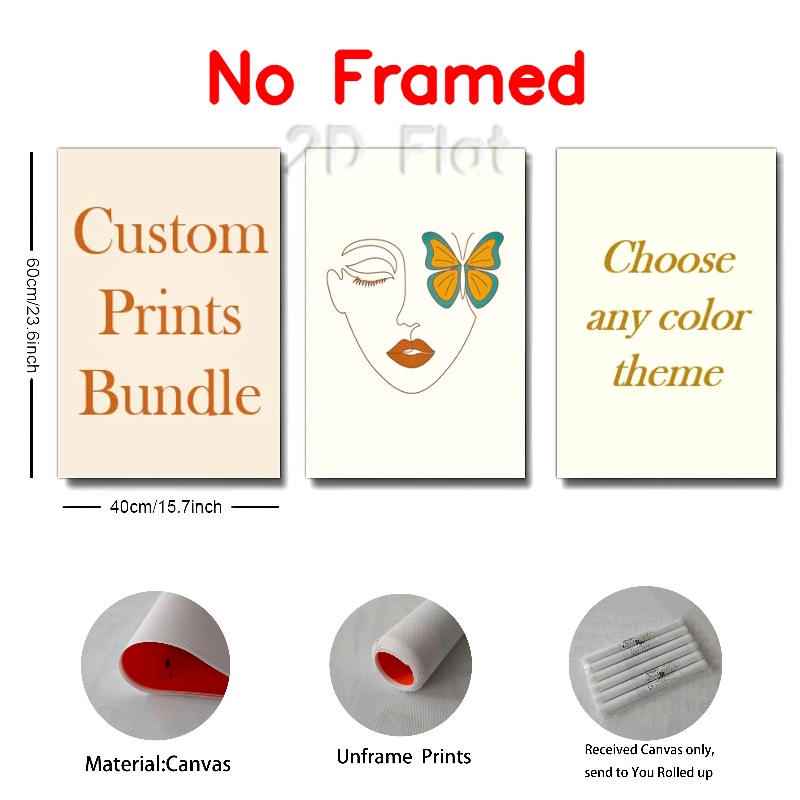 No Framed
2D Flat
Custom
Prints
Bundle
Choose
any color
theme
60cm/23.6inch
40cm/15.7inch
Material:Canvas
Unframe Prints
Received Canvas only,
send to You Rolled up